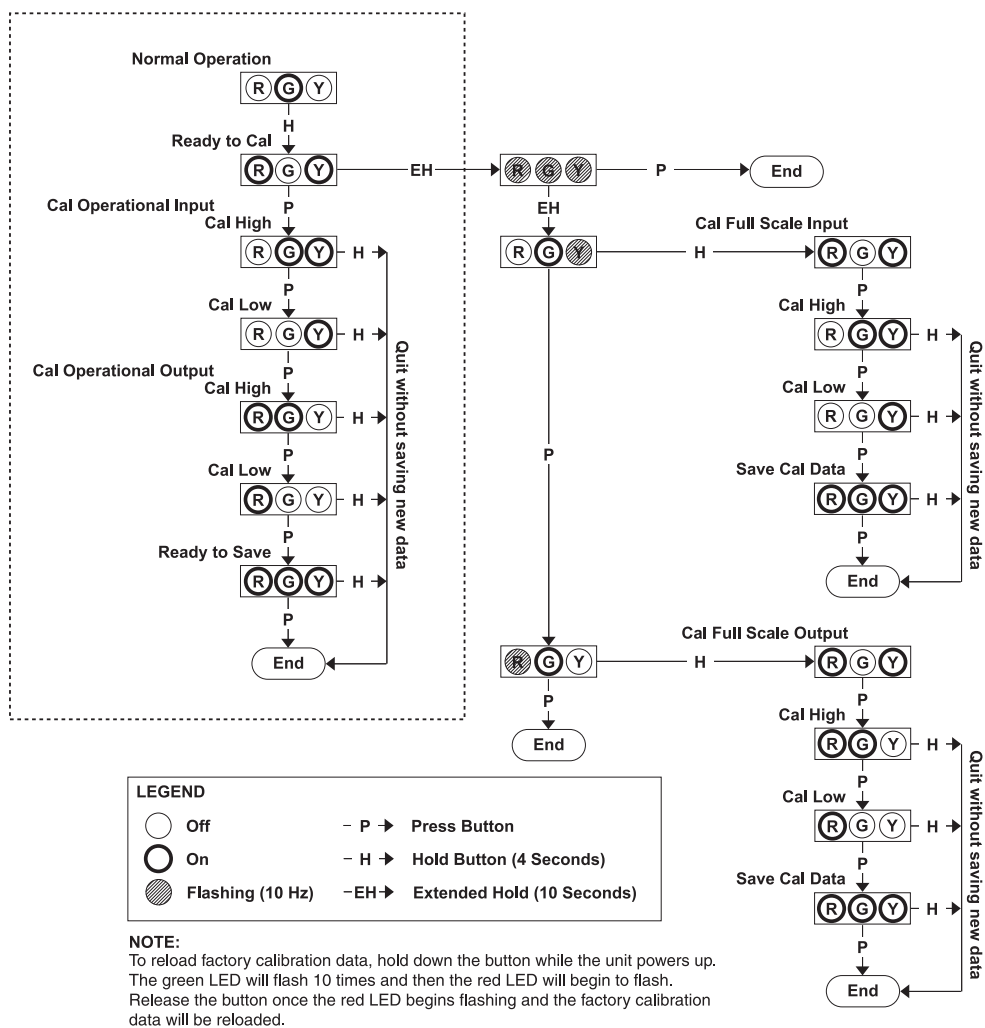 Normal Operation
R G Y
H
Ready to Cal
R G Y
EH
R G Y
P
End
P
EH
Cal Operational Input
Cal High
R G Y
H
R G Y
H
Cal Full Scale Input
R G Y
P
P
Cal Low
R G Y
H
Cal High
R G Y
H
P
P
Cal Operational Output
Cal High
R G Y
H
Cal Low
R G Y
H
P
P
P
Cal Low
R G Y
H
Save Cal Data
R G Y
H
P
P
Ready to Save
R G Y
H
End
P
End
Quit without saving new data
Quit without saving new data
R G Y
H
Cal Full Scale Output
R G Y
P
P
End
Cal High
R G Y
H
P
Cal Low
R G Y
H
P
Save Cal Data
R G Y
H
P
End
Quit without saving new data
LEGEND
Off
P
Press Button
On
H
Hold Button (4 Seconds)
Flashing (10 Hz)
EH
Extended Hold (10 Seconds)
NOTE:
To reload factory calibration data, hold down the button while the unit powers up.
The green LED will flash 10 times and then the red LED will begin to flash.
Release the button once the red LED begins flashing and the factory calibration
data will be reloaded.